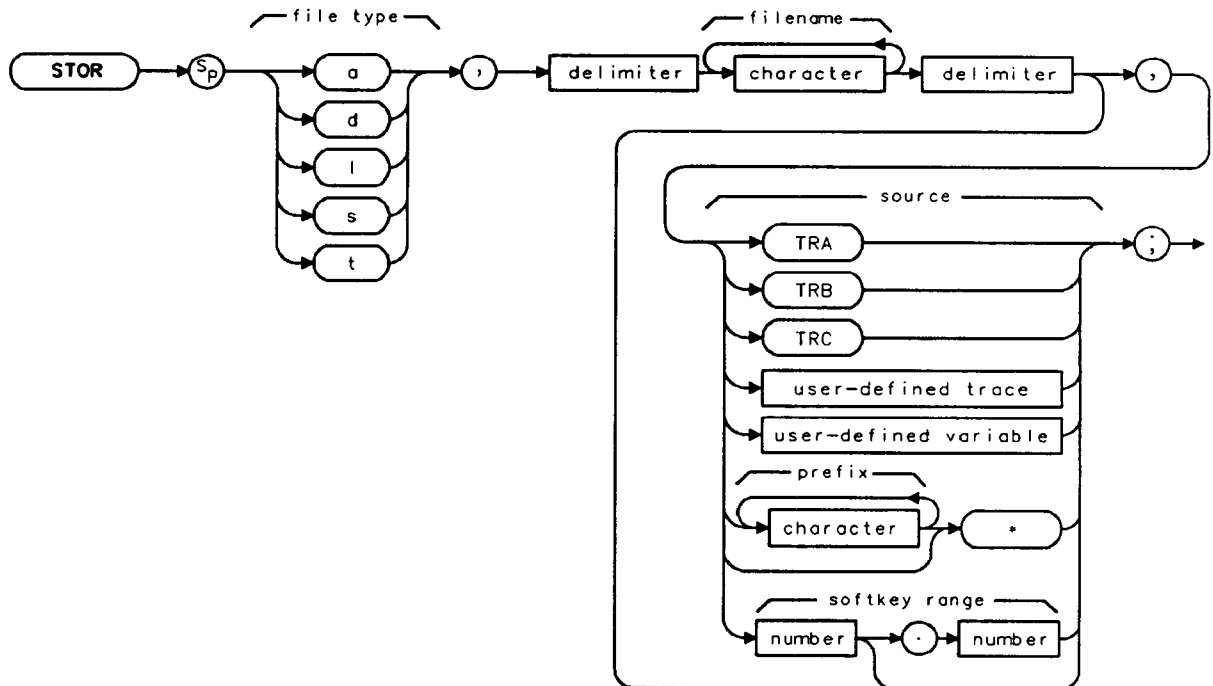 file type
filename
STOR
Sp
a
,
delimiter
character
delimiter
,
d
l
s
t
source
TRA
;
TRB
TRC
user-defined trace
user-defined variable
prefix
character
*
softkey range
number
.
number